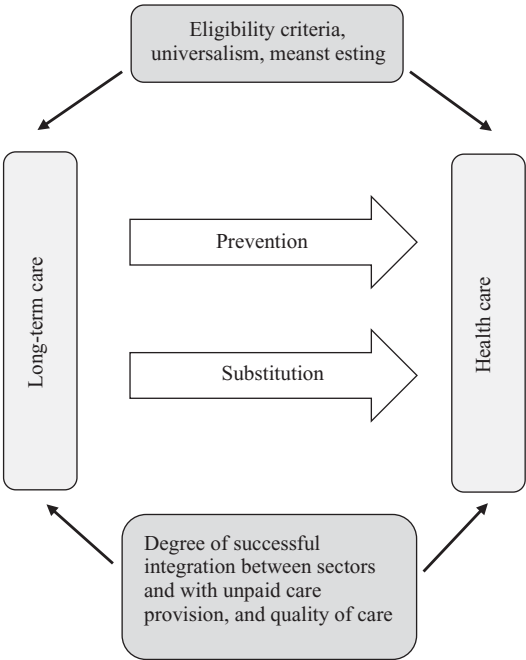 Eligibility criteria,
universalism, meanst esting
Long-term care
Prevention
Health care
Substitution
Degree of successful
integration between sectors
and with unpaid care
provision, and quality of care